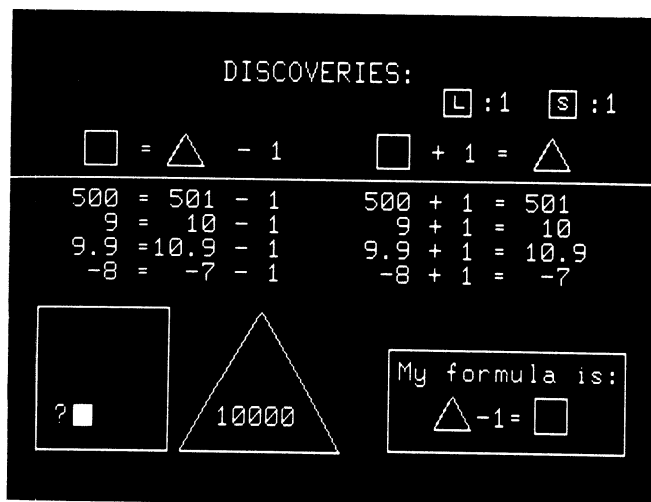 DISCOVERIES:
L :1 S :1
□ = △ - 1 □ + 1 = △
500 = 501 - 1 500 + 1 = 501
9 = 10 - 1 9 + 1 = 10
9.9 =10.9 - 1 9.9 + 1 = 10.9
-8 = -7 - 1 -8 + 1 = -7
My formula is:
△-1= □
? 10000